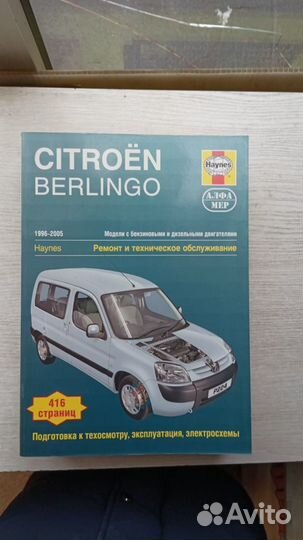 CITROËN
BERLINGO
Haynes
АЛФА
МЕР
1996-2005
Модели с бензиновыми и дизельными двигателями
Haynes
Ремонт и техническое обслуживание
416
страниц
Подготовка к техосмотру, эксплуатация, электросхемы
Avito